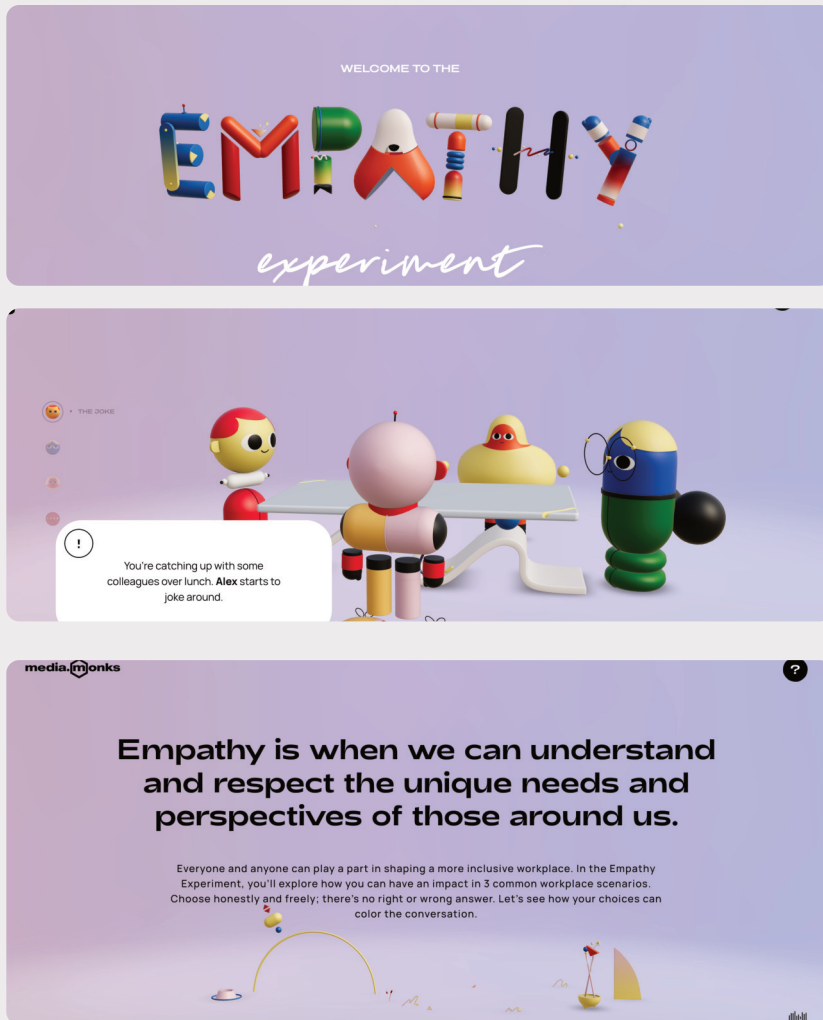 WELCOME TO THE
EMPATHY
experiment
• THE JOKE
!
You're catching up with some
colleagues over lunch. Alex starts to
joke around.
media.monks
?
Empathy is when we can understand
and respect the unique needs and
perspectives of those around us.
Everyone and anyone can play a part in shaping a more inclusive workplace. In the Empathy
Experiment, you'll explore how you can have an impact in 3 common workplace scenarios.
Choose honestly and freely; there's no right or wrong answer. Let's see how your choices can
color the conversation.